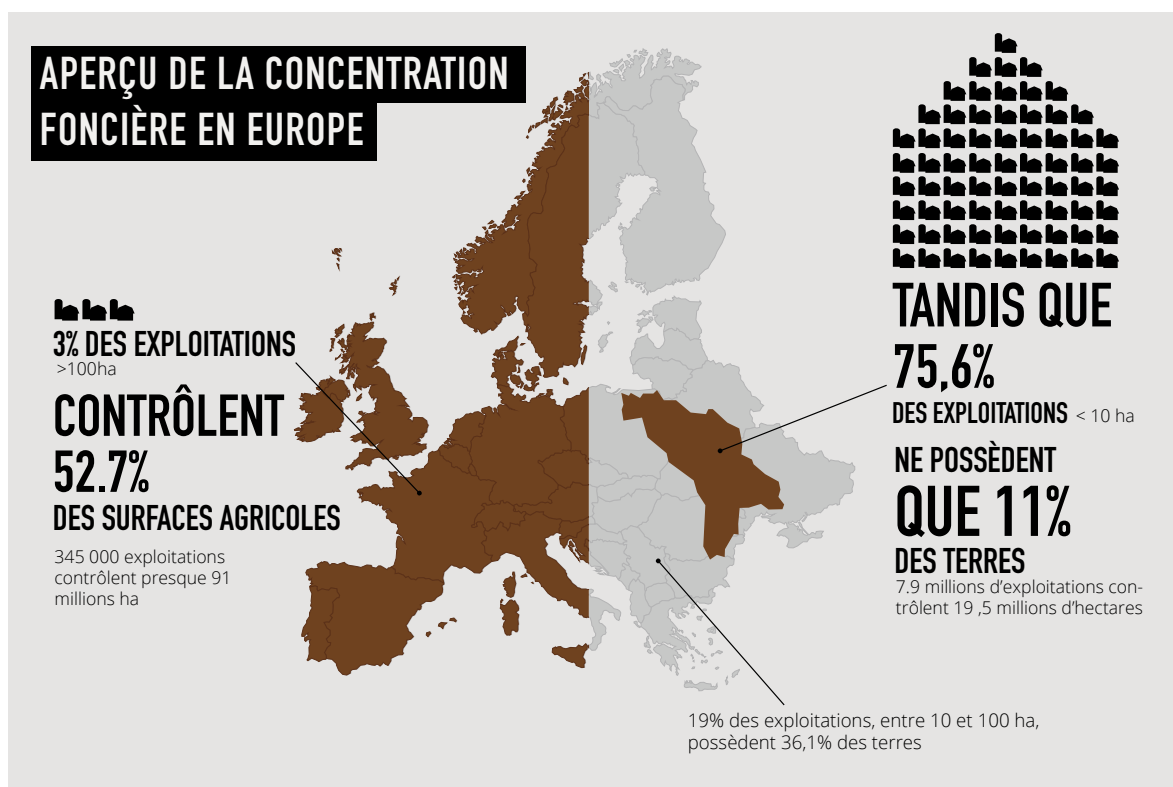 APERÇU DE LA CONCENTRATION
FONCIÈRE EN EUROPE
3% DES EXPLOITATIONS
>100ha
CONTRÔLENT
52.7%
DES SURFACES AGRICOLES
345 000 exploitations
contrôlent presque 91
millions ha
TANDIS QUE
75,6%
DES EXPLOITATIONS < 10 ha
NE POSSÈDENT
QUE 11%
DES TERRES
7.9 millions d'exploitations con-
trôlent 19 ,5 millions d'hectares
19% des exploitations, entre 10 et 100 ha,
possèdent 36,1% des terres